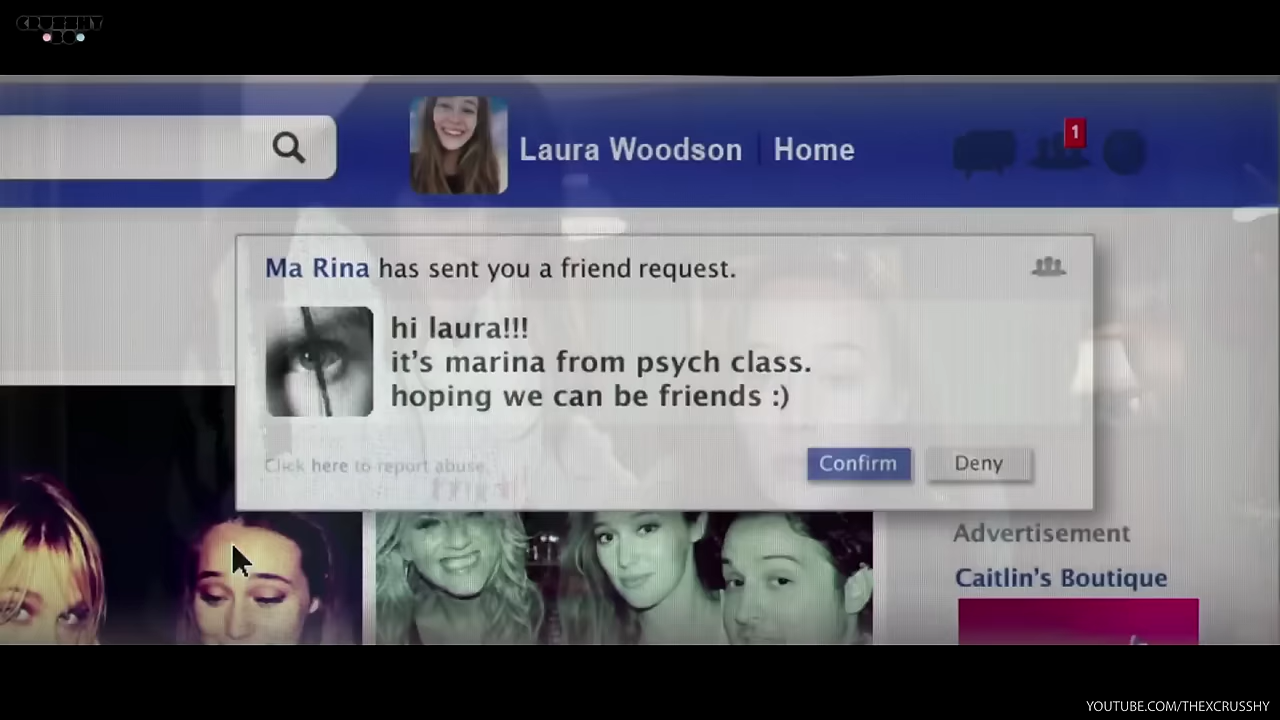 CRUSSHY
Laura Woodson Home
1
Ma Rina has sent you a friend request.
hi laura!!!
it's marina from psych class.
hoping we can be friends :)
Click here to report abuse.
Confirm Deny
Advertisement
Caitlin's Boutique
YOUTUBE.COM/THEXCRUSSHY